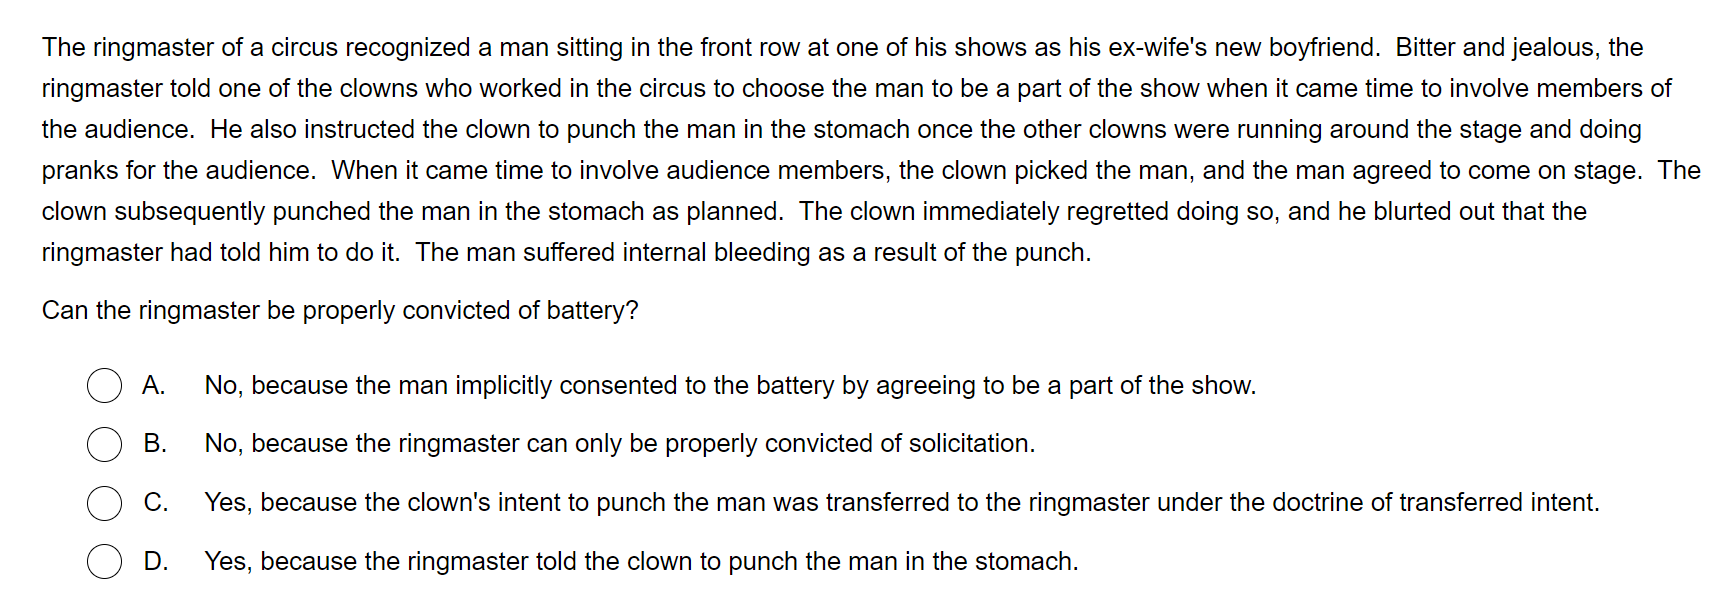 The ringmaster of a circus recognized a man sitting in the front row at one of his shows as his ex-wife's new boyfriend.  Bitter and jealous, the
ringmaster told one of the clowns who worked in the circus to choose the man to be a part of the show when it came time to involve members of
the audience.  He also instructed the clown to punch the man in the stomach once the other clowns were running around the stage and doing
pranks for the audience.  When it came time to involve audience members, the clown picked the man, and the man agreed to come on stage.  The
clown subsequently punched the man in the stomach as planned.  The clown immediately regretted doing so, and he blurted out that the
ringmaster had told him to do it.  The man suffered internal bleeding as a result of the punch.
Can the ringmaster be properly convicted of battery?
A. No, because the man implicitly consented to the battery by agreeing to be a part of the show.
B. No, because the ringmaster can only be properly convicted of solicitation.
C. Yes, because the clown's intent to punch the man was transferred to the ringmaster under the doctrine of transferred intent.
D. Yes, because the ringmaster told the clown to punch the man in the stomach.